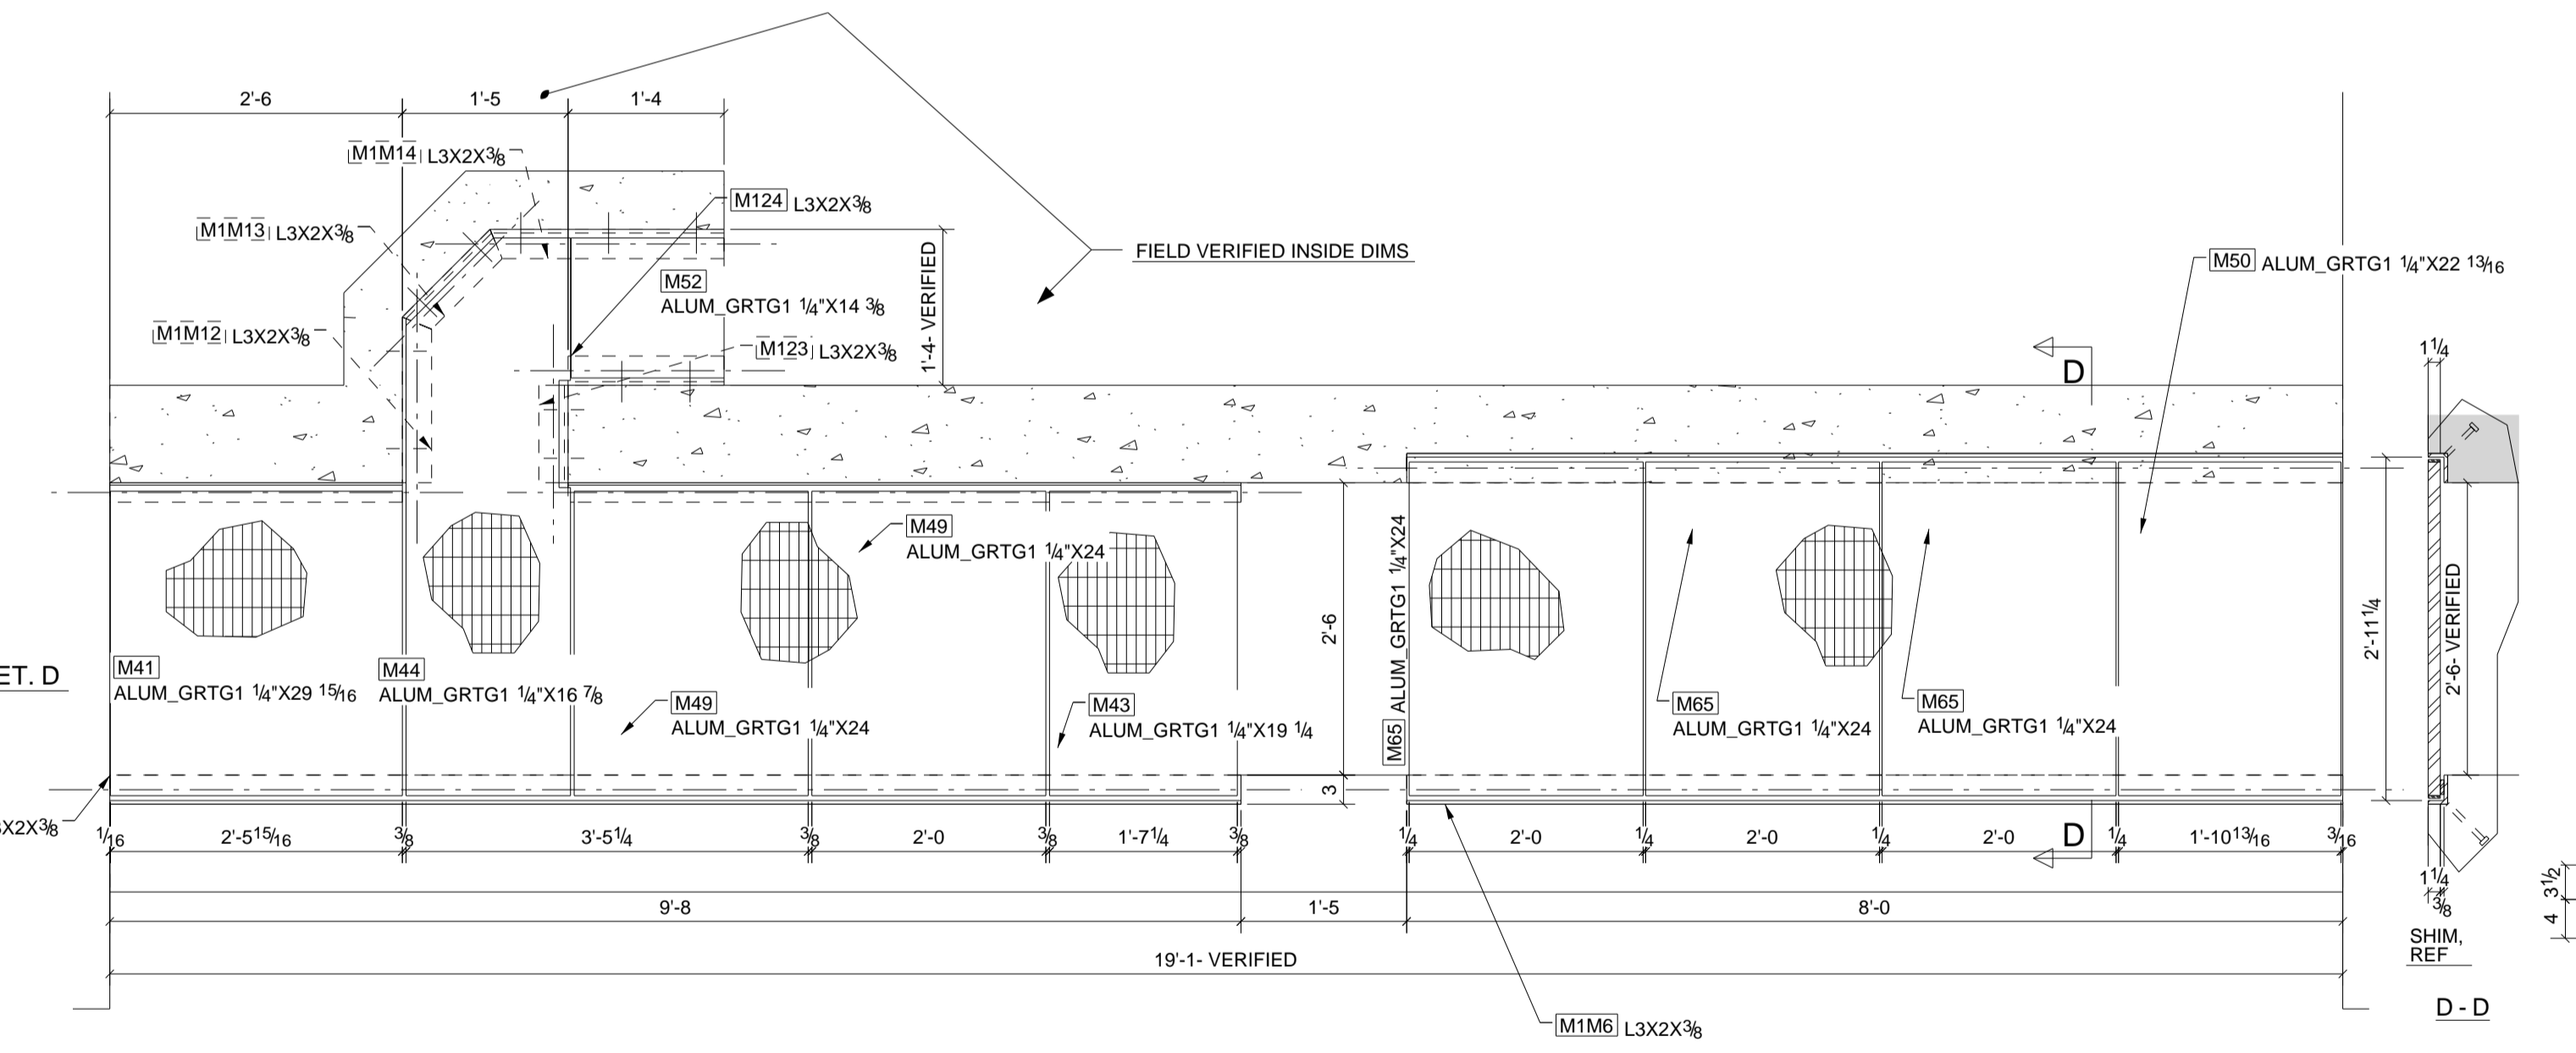 2'-6
1'-5
1'-4
M1M14 L3X2X3/8
M124 L3X2X3/8
M1M13 L3X2X3/8
FIELD VERIFIED INSIDE DIMS
M50 ALUM_GRTG1 1/4"X22 13/16
M52
ALUM_GRTG1 1/4"X14 3/8
1'-4- VERIFIED
M1M12 L3X2X3/8
M123 L3X2X3/8
D
1 1/4
M49
ALUM_GRTG1 1/4"X24
M65 ALUM_GRTG1 1/4"X24
2'-6
2'-11 1/4
2'-6- VERIFIED
ET. D
M41
ALUM_GRTG1 1/4"X29 15/16
M44
ALUM_GRTG1 1/4"X16 7/8
M49
ALUM_GRTG1 1/4"X24
M43
ALUM_GRTG1 1/4"X19 1/4
M65
ALUM_GRTG1 1/4"X24
M65
ALUM_GRTG1 1/4"X24
3
X2X3/8
1/16
2'-5 15/16
3/8
3'-5 1/4
3/8
2'-0
3/8
1'-7 1/4
3/8
1/4
2'-0
1/4
2'-0
1/4
2'-0
D
1/4
1'-10 13/16
3/16
1 1/4
3/8
3 1/2
4
9'-8
1'-5
8'-0
SHIM,
REF
19'-1- VERIFIED
D - D
M1M6 L3X2X3/8